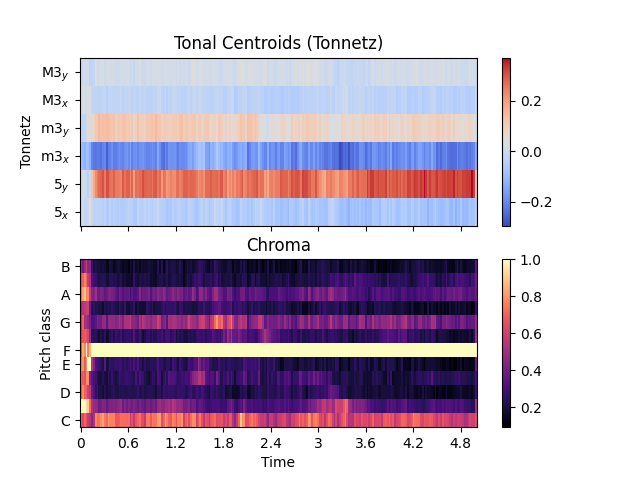 Tonal Centroids (Tonnetz)
Tonnetz
M3y
M3x
m3y
m3x
5y
5x
0.2
0.0
−0.2
Chroma
Pitch class
B
A
G
F
E
D
C
0 0.6 1.2 1.8 2.4 3 3.6 4.2 4.8
Time
1.0
0.8
0.6
0.4
0.2